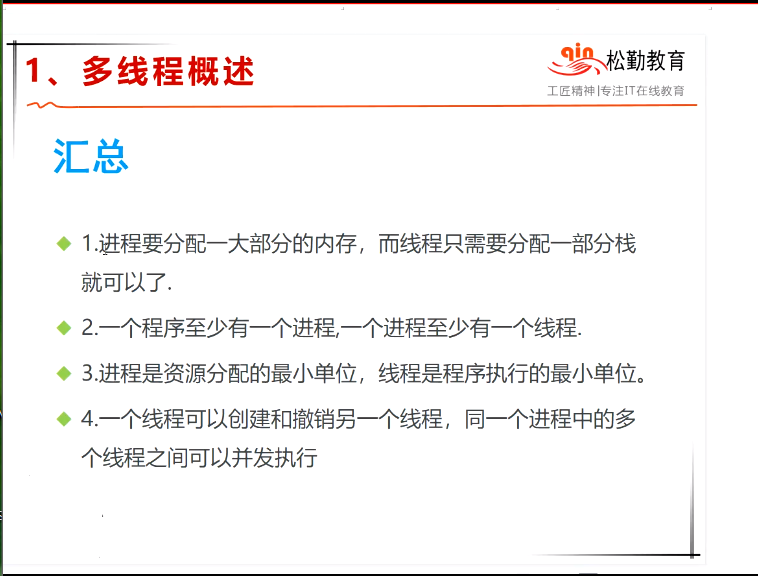 1、多线程概述
qin 松勤教育
工匠精神|专注IT在线教育
汇总
1.进程要分配一大部分的内存，而线程只需要分配一部分栈
就可以了.
2.一个程序至少有一个进程,一个进程至少有一个线程.
3.进程是资源分配的最小单位，线程是程序执行的最小单位。
4.一个线程可以创建和撤销另一个线程，同一个进程中的多
个线程之间可以并发执行